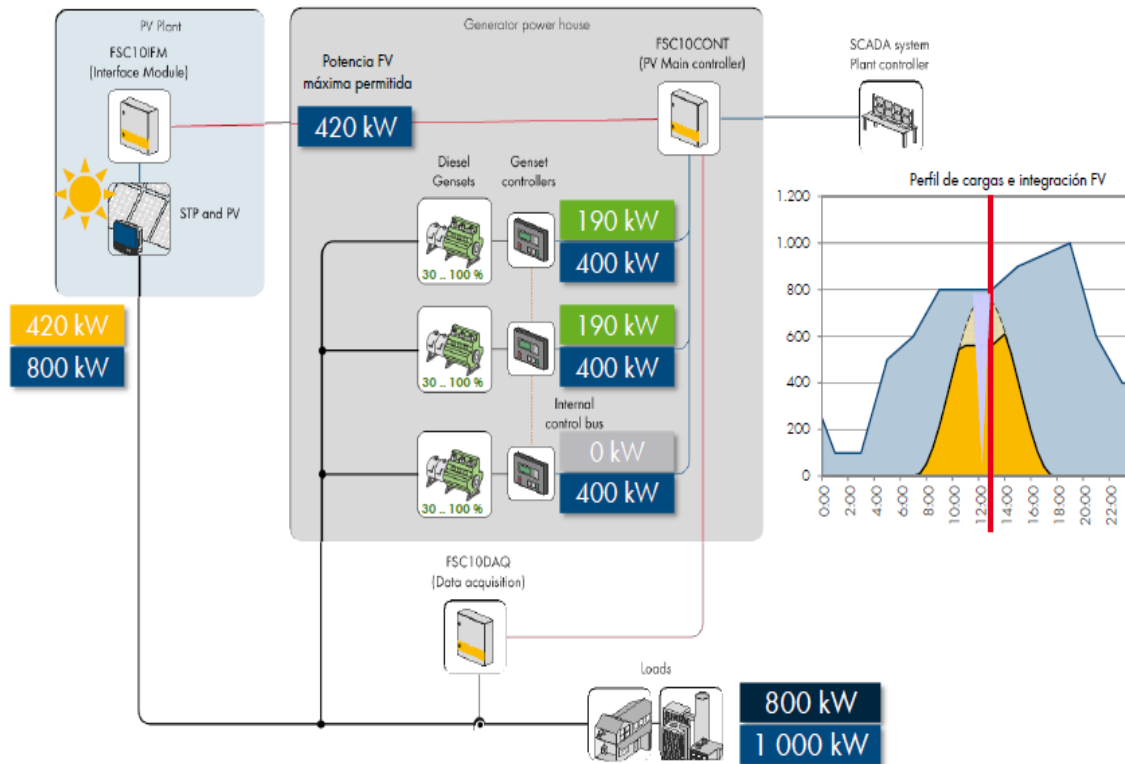 PV Plant
FSC10IFM
(Interface Module)
STP and PV
420 kW
800 kW
Generator power house
Potencia FV
máxima permitida
420 kW
FSC10CONT
(PV Main controller)
SCADA system
Plant controller
Diesel
Gensets
Genset
controllers
30 .. 100 %
190 kW
400 kW
30 .. 100 %
190 kW
400 kW
Internal
control bus
30 .. 100 %
0 kW
400 kW
FSC10DAQ
(Data acquisition)
Loads
800 kW
1 000 kW
Perfil de cargas e integración FV
1.200
1.000
800
600
400
200
0
0:00
2:00
4:00
6:00
8:00
10:00
12:00
14:00
16:00
18:00
20:00
22:00